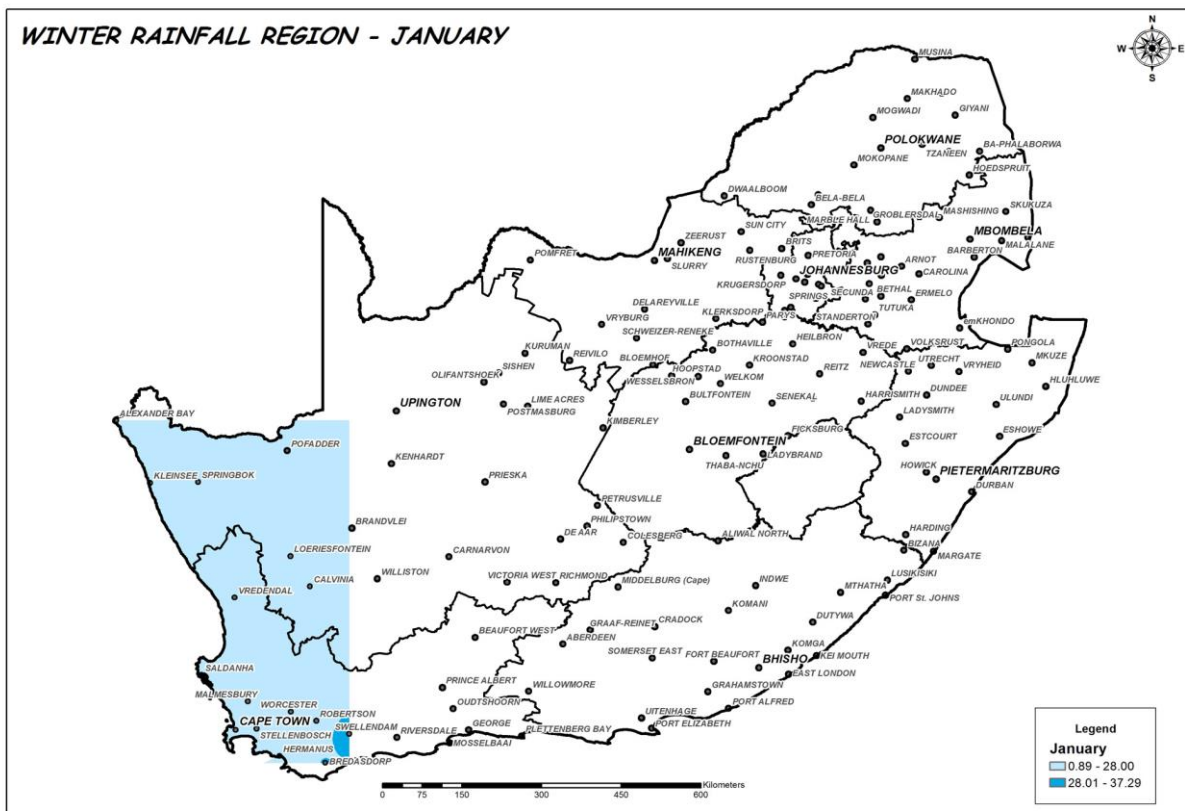 WINTER RAINFALL REGION - JANUARY
N
W E
S
MUSINA
MAKHADO
MOGWADI
GIYANI
POLOKWANE
TZANEEN
BA-PHALABORWA
MOKOPANE
HOEDSPRUIT
DWAALBOOM
BELA-BELA
MARBLE HALL
GROBLERSDAL
MASHISHING
SKUKUZA
SUN CITY
ZEERUST
MBOMBELA
MALALANE
BRITS
MAHIKENG
POMFRET
SLURRY
RUSTENBURG
PRETORIA
BARBERTON
ARNOT
JOHANNESBURG
CAROLINA
KRUGERSDORP
SPRINGS
SECUNDA
BETHAL
ERMELO
DELAREYVILLE
TUTUKA
VRYBURG
KLERKSDORP
PARYS
STANDERTON
emKHONDO
SCHWEIZER-RENEKE
HEILBRON
VREDE
VOLKSRUST
PONGOLA
KURUMAN
REIVILO
BLOEMHOF
BOTHAVILLE
KROONSTAD
NEWCASTLE
UTRECHT
VRYHEID
MKUZE
SISHEN
OLIFANTSHOEK
HOOPSTAD
WESSELSBRON
WELKOM
REITZ
HLUHLUWE
DUNDEE
UPINGTON
LIME ACRES
POSTMASBURG
BULTFONTEIN
SENEKAL
HARRISMITH
ULUNDI
LADYSMITH
ALEXANDER BAY
KIMBERLEY
FICKSBURG
ESHOWE
POFADDER
BLOEMFONTEIN
ESTCOURT
KENHARDT
THABA-NCHU
LADYBRAND
HOWICK
PIETERMARITZBURG
KLEINSEE
SPRINGBOK
PRIESKA
DURBAN
PETRUSVILLE
BRANDVLEI
PHILIPSTOWN
DE AAR
COLESBERG
ALIWAL NORTH
HARDING
BIZANA
MARGATE
LOERIESFONTEIN
CARNARVON
CALVINIA
WILLISTON
VICTORIA WEST
RICHMOND
MIDDELBURG (Cape)
INDWE
LUSIKISIKI
MTHATHA
PORT St. JOHNS
VREDENDAL
KOMANI
DUTYWA
BEAUFORT WEST
GRAAF-REINET
CRADOCK
ABERDEEN
KOMGA
SOMERSET EAST
FORT BEAUFORT
BHISHO
KEI MOUTH
SALDANHA
EAST LONDON
MALMESBURY
PRINCE ALBERT
WILLOWMORE
GRAHAMSTOWN
WORCESTER
OUDTSHOORN
PORT ALFRED
CAPE TOWN
ROBERTSON
UITENHAGE
STELLENBOSCH
SWELLENDAM
RIVERSDALE
GEORGE
PLETTENBERG BAY
PORT ELIZABETH
HERMANUS
MOSSELBAAI
BREDASDORP
Kilometers
0 75 150 300 450 600
Legend
January
0.89 - 28.00
28.01 - 37.29